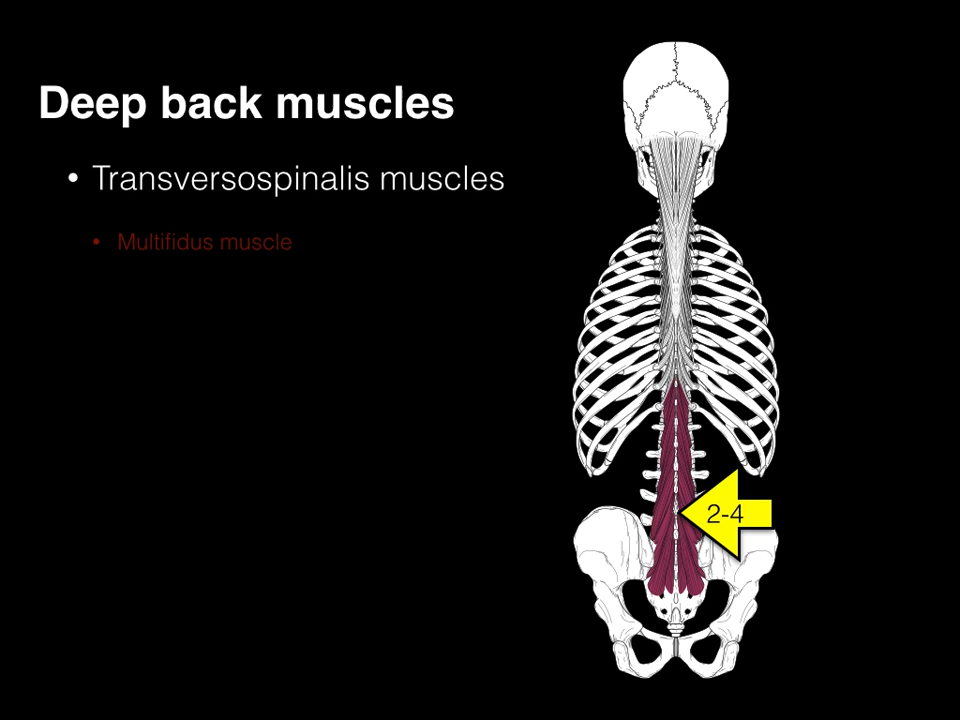 Deep back muscles
• Transversospinalis muscles
• Multifidus muscle
2-4